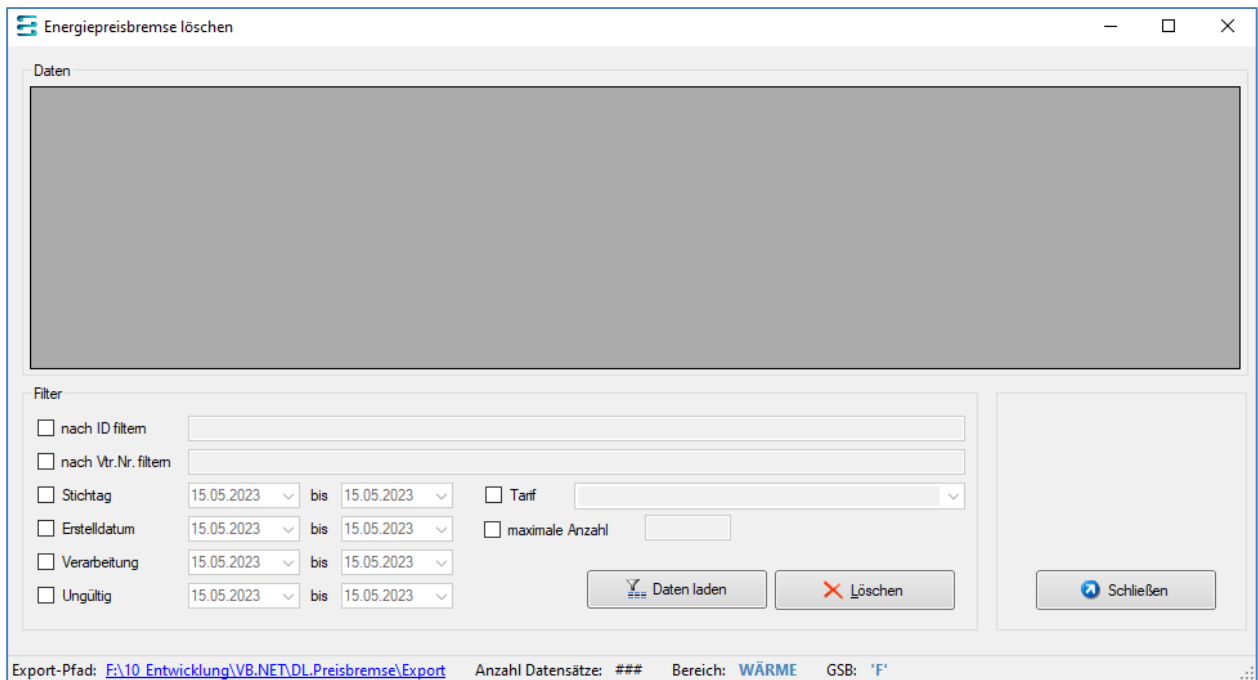 Energiepreisbremse löschen
Daten
Filter
nach ID filtern
nach Vtr.Nr. filtern
Stichtag 15.05.2023 bis 15.05.2023 Tarif
Erstelldatum 15.05.2023 bis 15.05.2023 maximale Anzahl
Verarbeitung 15.05.2023 bis 15.05.2023
Ungültig 15.05.2023 bis 15.05.2023 Daten laden Löschen Schließen
Export-Pfad: F:\10_Entwicklung\VB.NET\DL.Preisbremse\Export Anzahl Datensätze: ### Bereich: WÄRME GSB: 'F'